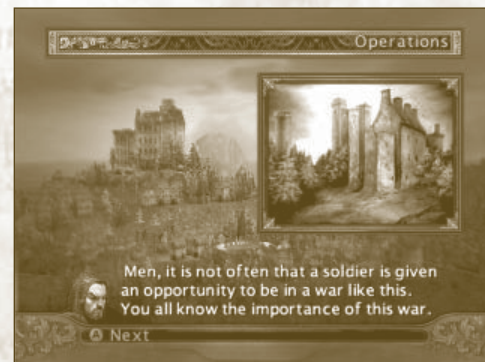 Operations
Men, it is not often that a soldier is given
an opportunity to be in a war like this.
You all know the importance of this war.
A Next